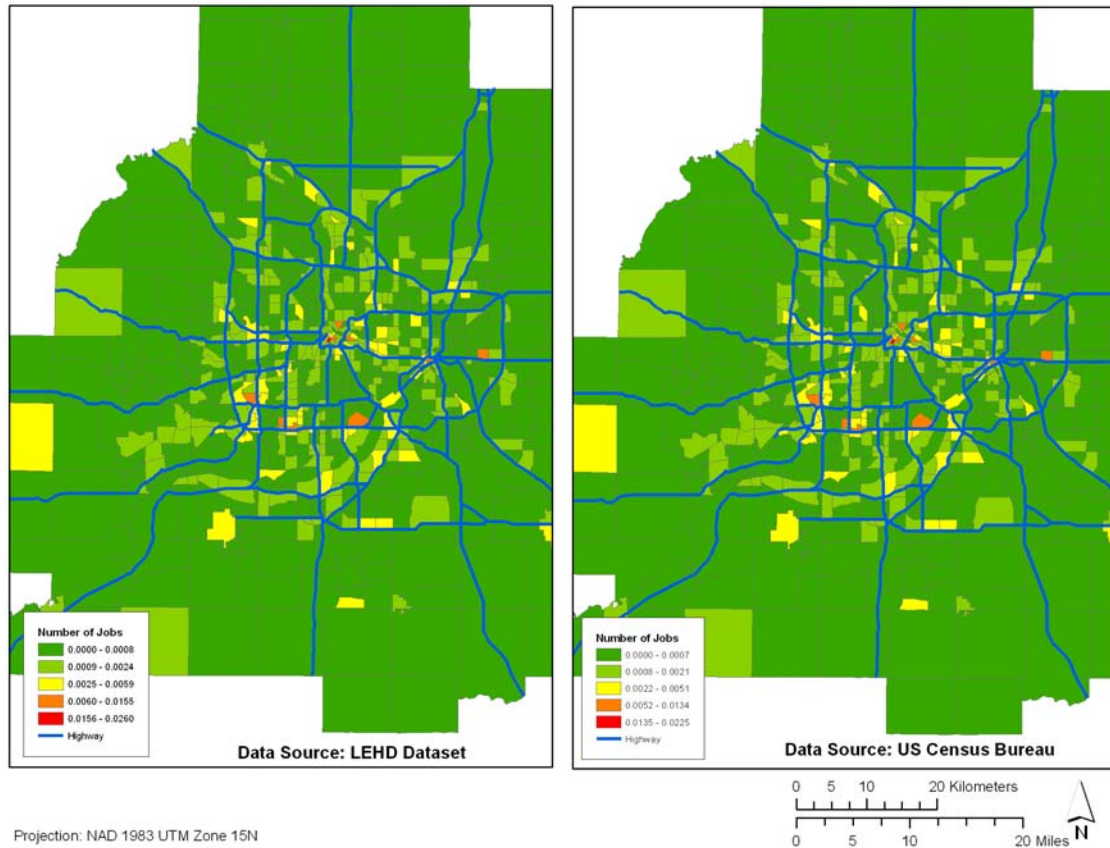 Number of Jobs
0.0000 - 0.0008
0.0009 - 0.0024
0.0025 - 0.0059
0.0060 - 0.0155
0.0156 - 0.0260
Highway
Data Source: LEHD Dataset
Number of Jobs
0.0000 - 0.0007
0.0008 - 0.0021
0.0022 - 0.0051
0.0052 - 0.0134
0.0135 - 0.0225
Highway
Data Source: US Census Bureau
0 5 10 20 Kilometers
0 5 10 20 Miles
N
Projection: NAD 1983 UTM Zone 15N